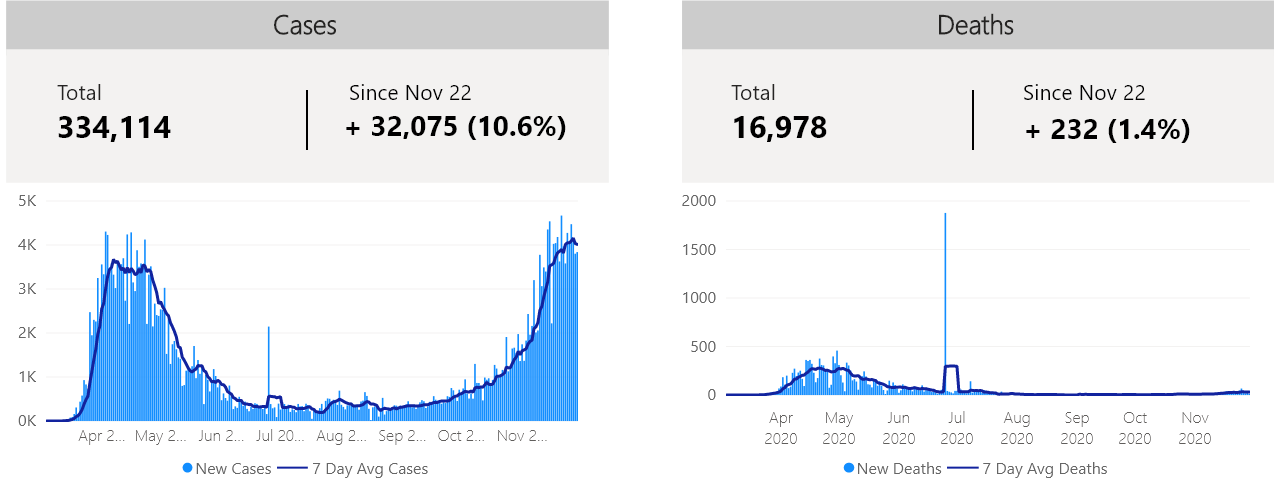 Cases
Total
334,114
Since Nov 22
+ 32,075 (10.6%)
5K
4K
3K
2K
1K
0K
Apr 2... May 2... Jun 2... Jul 20... Aug 2... Sep 2... Oct 2... Nov 2...
New Cases 7 Day Avg Cases
Deaths
Total
16,978
Since Nov 22
+ 232 (1.4%)
2000
1500
1000
500
0
Apr May Jun Jul Aug Sep Oct Nov
2020 2020 2020 2020 2020 2020 2020 2020
New Deaths 7 Day Avg Deaths